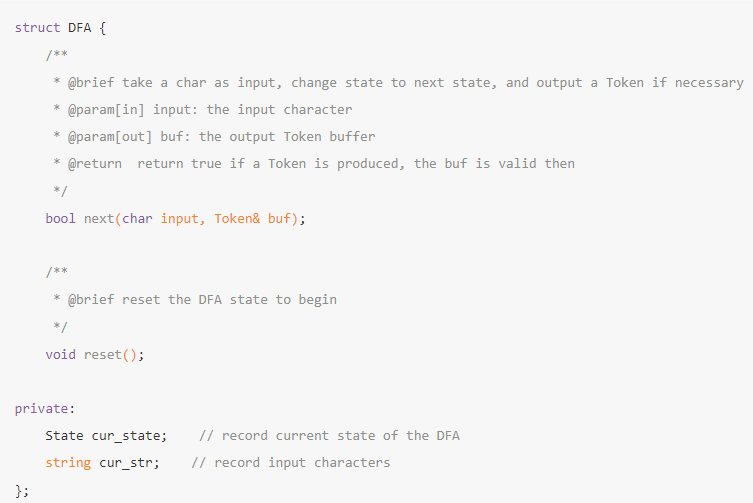 struct DFA {
    /**
     * @brief take a char as input, change state to next state, and output a Token if necessary
     * @param[in] input: the input character
     * @param[out] buf: the output Token buffer
     * @return  return true if a Token is produced, the buf is valid then
     */
    bool next(char input, Token& buf);

    /**
     * @brief reset the DFA state to begin
     */
    void reset();

private:
    State cur_state;    // record current state of the DFA
    string cur_str;    // record input characters
};